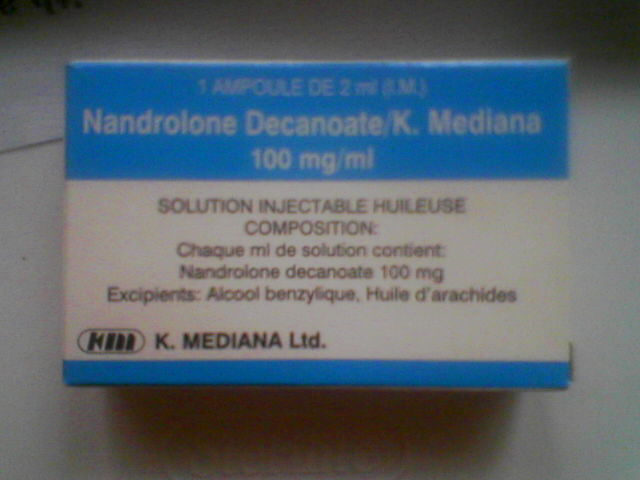 1 AMPOULE DE 2 ml (I.M.)
Nandrolone Decanoate/K. Mediana
100 mg/ml
SOLUTION INJECTABLE HUILEUSE
COMPOSITION:
Chaque ml de solution contient:
Nandrolone decanoate 100 mg
Excipients: Alcool benzylique, Huile d'arachides
km K. MEDIANA Ltd.